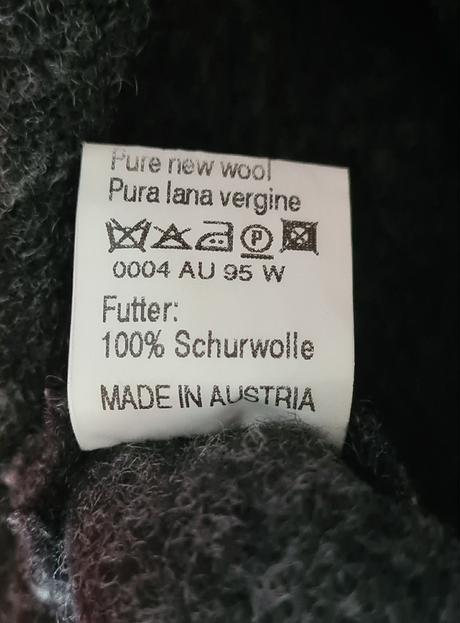 Pure new wool
Pura lana vergine
P
0004 AU 95 W
Futter:
100% Schurwolle
MADE IN AUSTRIA